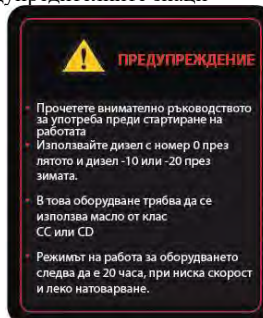 ПРЕДУПРЕЖДЕНИЕ
• Прочетете внимателно ръководството
за употреба преди стартиране на
работата
• Използвайте дизел с номер 0 през
лятото и дизел -10 или -20 през
зимата.
• В това оборудване трябва да се
използва масло от клас
CC или CD
• Режимът на работа за оборудването
следва да е 20 часа, при ниска скорост
и леко натоварване.